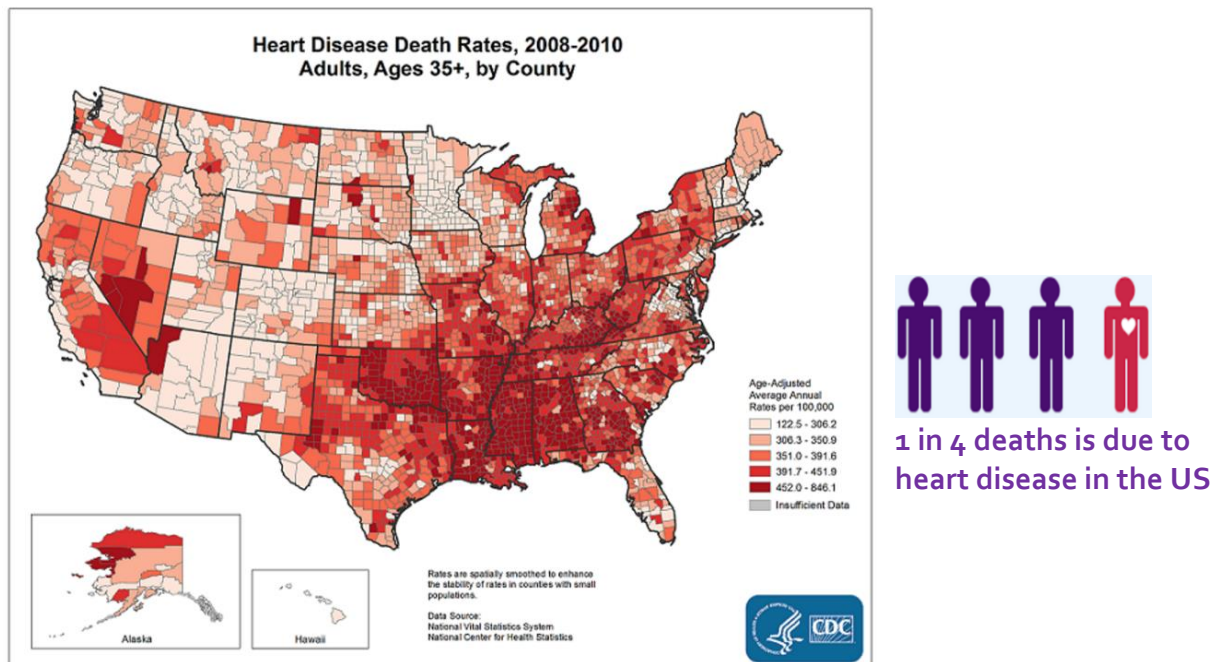 Heart Disease Death Rates, 2008-2010
Adults, Ages 35+, by County
Age-Adjusted
Average Annual
Rates per 100,000
122.5 - 306.2
306.3 - 350.9
351.0 - 391.6
391.7 - 451.9
452.0 - 846.1
Insufficient Data
1 in 4 deaths is due to
heart disease in the US
Rates are spatially smoothed to enhance
the stability of rates in counties with small
populations.
Data Source:
National Vital Statistics System
National Center for Health Statistics
Alaska
Hawaii
CDC